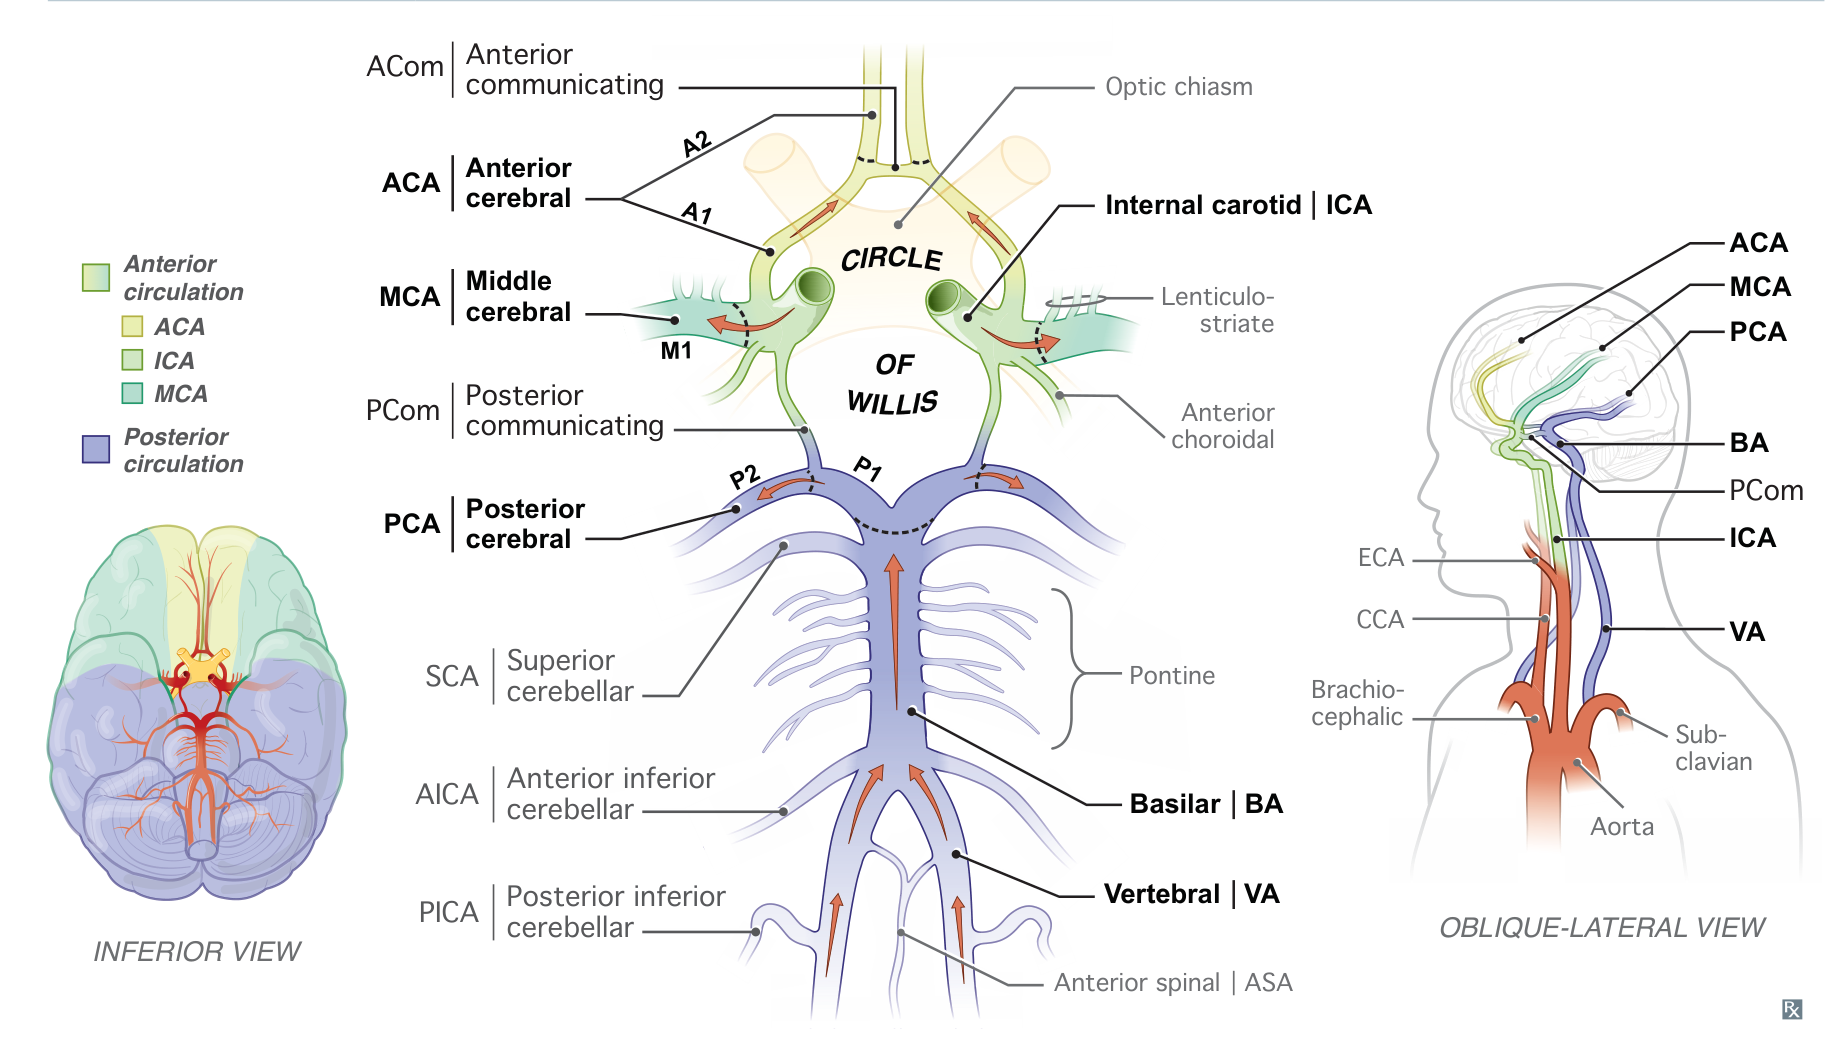 ACom
Anterior
communicating
A2
ACA
Anterior
cerebral
A1
MCA
Middle
cerebral
M1
PCom
Posterior
communicating
P2
P1
PCA
Posterior
cerebral
SCA
Superior
cerebellar
AICA
Anterior inferior
cerebellar
PICA
Posterior inferior
cerebellar
Optic chiasm
Internal carotid | ICA
CIRCLE
OF
WILLIS
Lenticulo-
striate
Anterior
choroidal
Pontine
Basilar | BA
Vertebral | VA
Anterior spinal | ASA
Anterior
circulation
ACA
ICA
MCA
Posterior
circulation
INFERIOR VIEW
ACA
MCA
PCA
BA
PCom
ICA
VA
ECA
CCA
Brachio-
cephalic
Sub-
clavian
Aorta
OBLIQUE-LATERAL VIEW
Rx